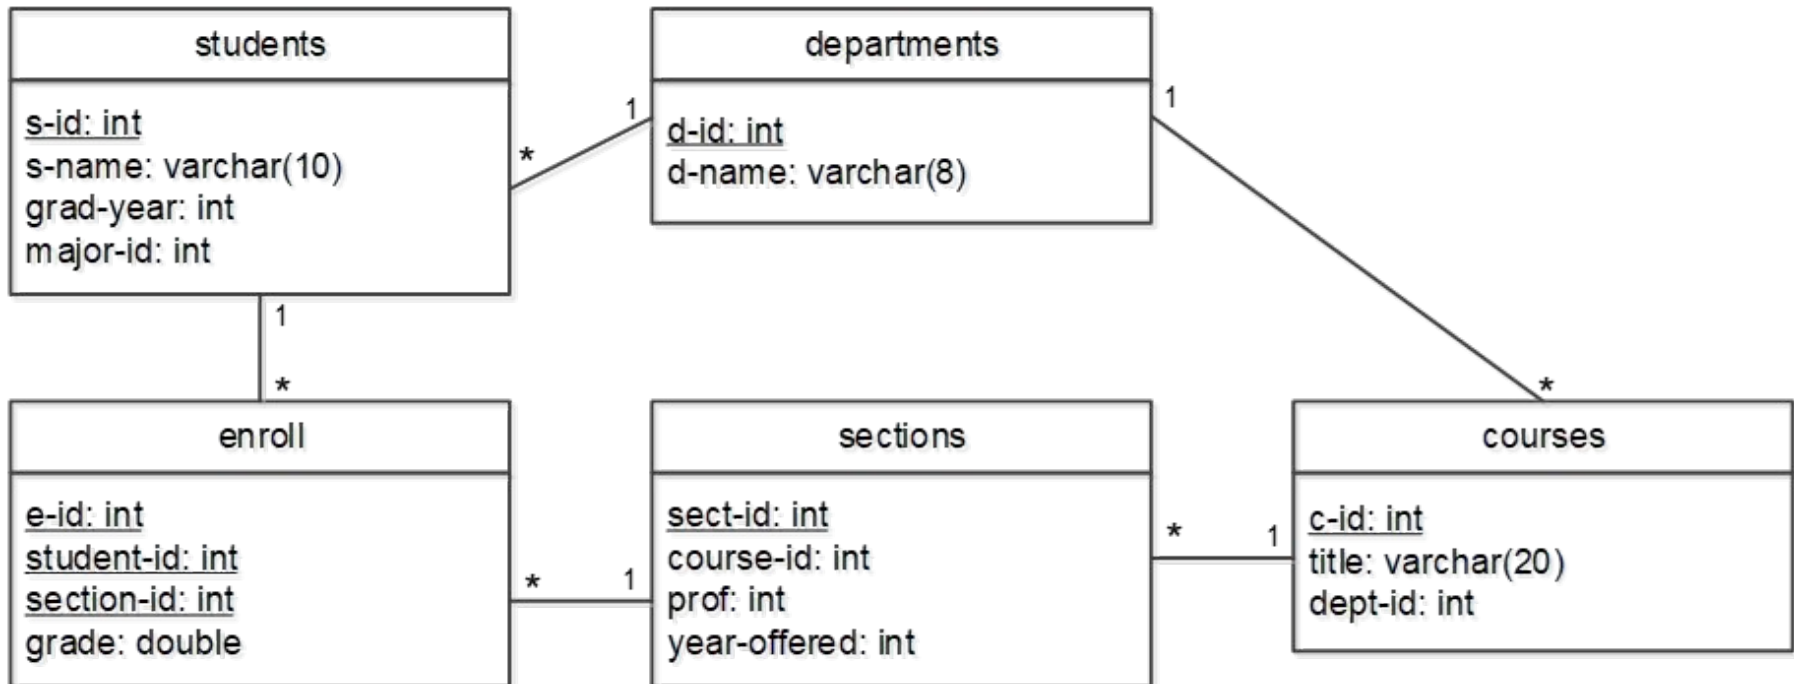 students
s-id: int
s-name: varchar(10)
grad-year: int
major-id: int
departments
d-id: int
d-name: varchar(8)
*
1
1
*
1
*
enroll
e-id: int
student-id: int
section-id: int
grade: double
*
1
sections
sect-id: int
course-id: int
prof: int
year-offered: int
*
1
courses
c-id: int
title: varchar(20)
dept-id: int